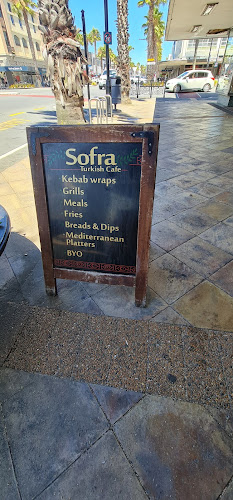 Sofra
Turkish Cafe
Kebab wraps
Grills
Meals
Fries
Breads & Dips
Mediterranean
Platters
BYO